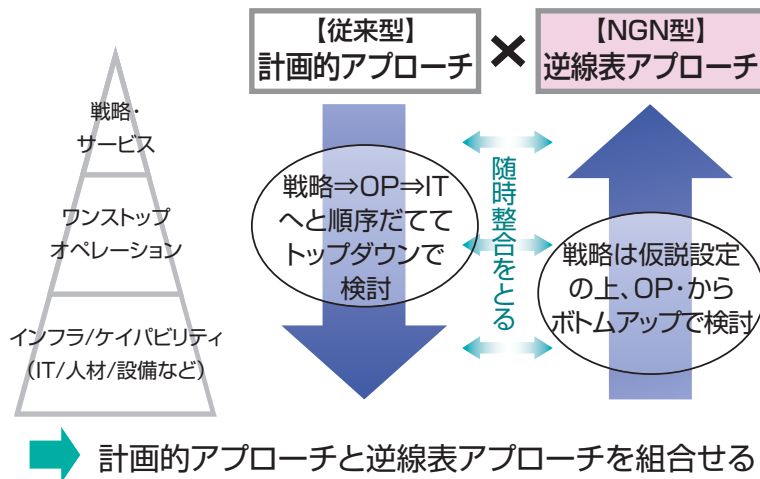 【従来型】
計画的アプローチ
×
【NGN型】
逆線表アプローチ
戦略・
サービス
ワンストップ
オペレーション
インフラ/ケイパビリティ
(IT/人材/設備など)
戦略⇒OP⇒IT
へと順序だてて
トップダウンで
検討
随時整合をとる
戦略は仮説設定
の上、OP・から
ボトムアップで検討
計画的アプローチと逆線表アプローチを組合せる